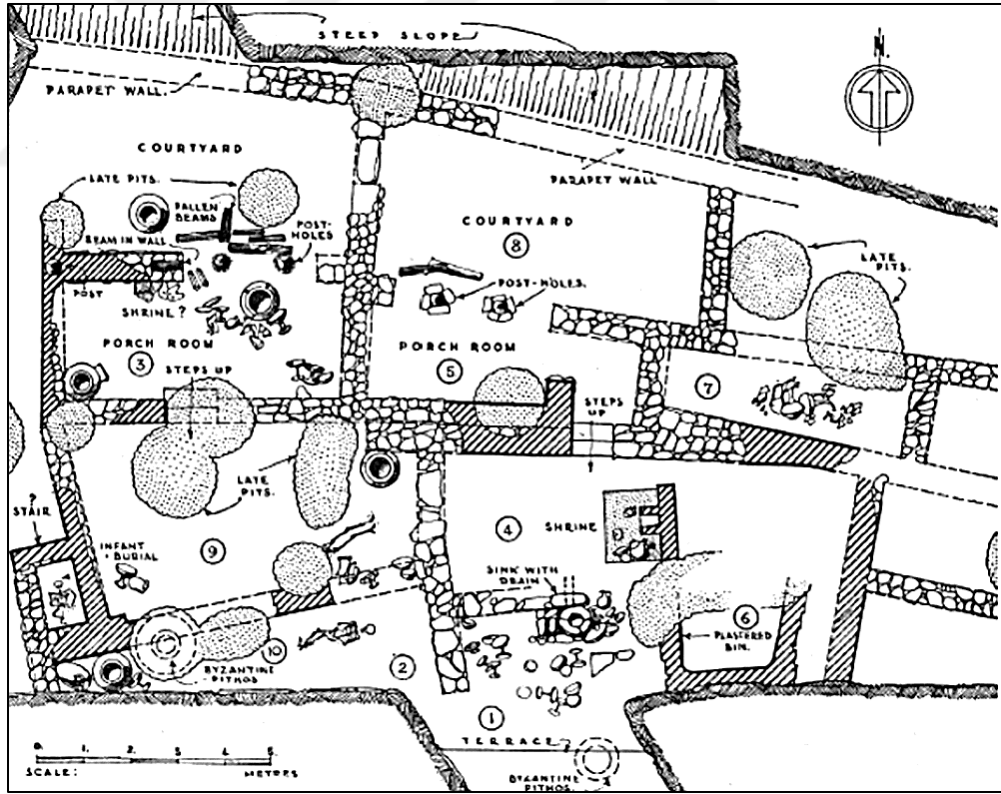 STEEP SLOPE
N.
PARAPET WALL.
COURTYARD
PARAPET WALL
LATE PITS.
FALLEN
BEAMS
POST-
HOLES
COURTYARD
8
BEAM IN WALL
LATE
PITS.
POST
SHRINE ?
POST-HOLES.
PORCH ROOM
3
STEPS UP
PORCH ROOM
5
7
STEPS
UP
LATE
PITS.
?
STAIR
4
SHRINE
9
INFANT
BURIAL
SINK WITH
DRAIN
6
PLASTERED
BIN.
10
2
BYZANTINE
PITHOS
1
TERRACE
BYZANTINE
PITHOS.
0. 1. 2. 3. 4. 5.
SCALE: METRES